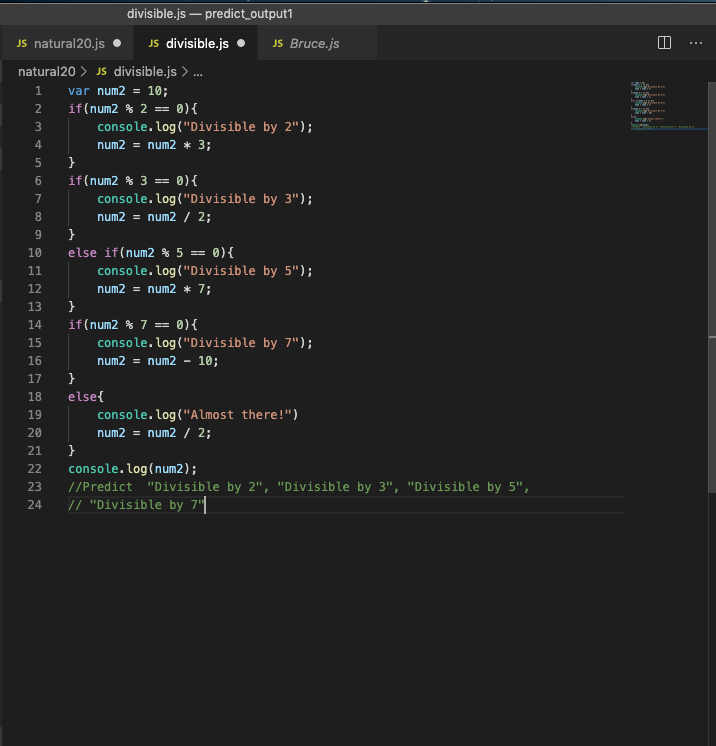 divisible.js — predict_output1
JS natural20.js ● JS divisible.js ● JS Bruce.js ...
natural20 > JS divisible.js > ...
1 var num2 = 10;
2 if(num2 % 2 == 0){
3 console.log("Divisible by 2");
4 num2 = num2 * 3;
5 }
6 if(num2 % 3 == 0){
7 console.log("Divisible by 3");
8 num2 = num2 / 2;
9 }
10 else if(num2 % 5 == 0){
11 console.log("Divisible by 5");
12 num2 = num2 * 7;
13 }
14 if(num2 % 7 == 0){
15 console.log("Divisible by 7");
16 num2 = num2 - 10;
17 }
18 else{
19 console.log("Almost there!")
20 num2 = num2 / 2;
21 }
22 console.log(num2);
23 //Predict  "Divisible by 2", "Divisible by 3", "Divisible by 5",
24 // "Divisible by 7"